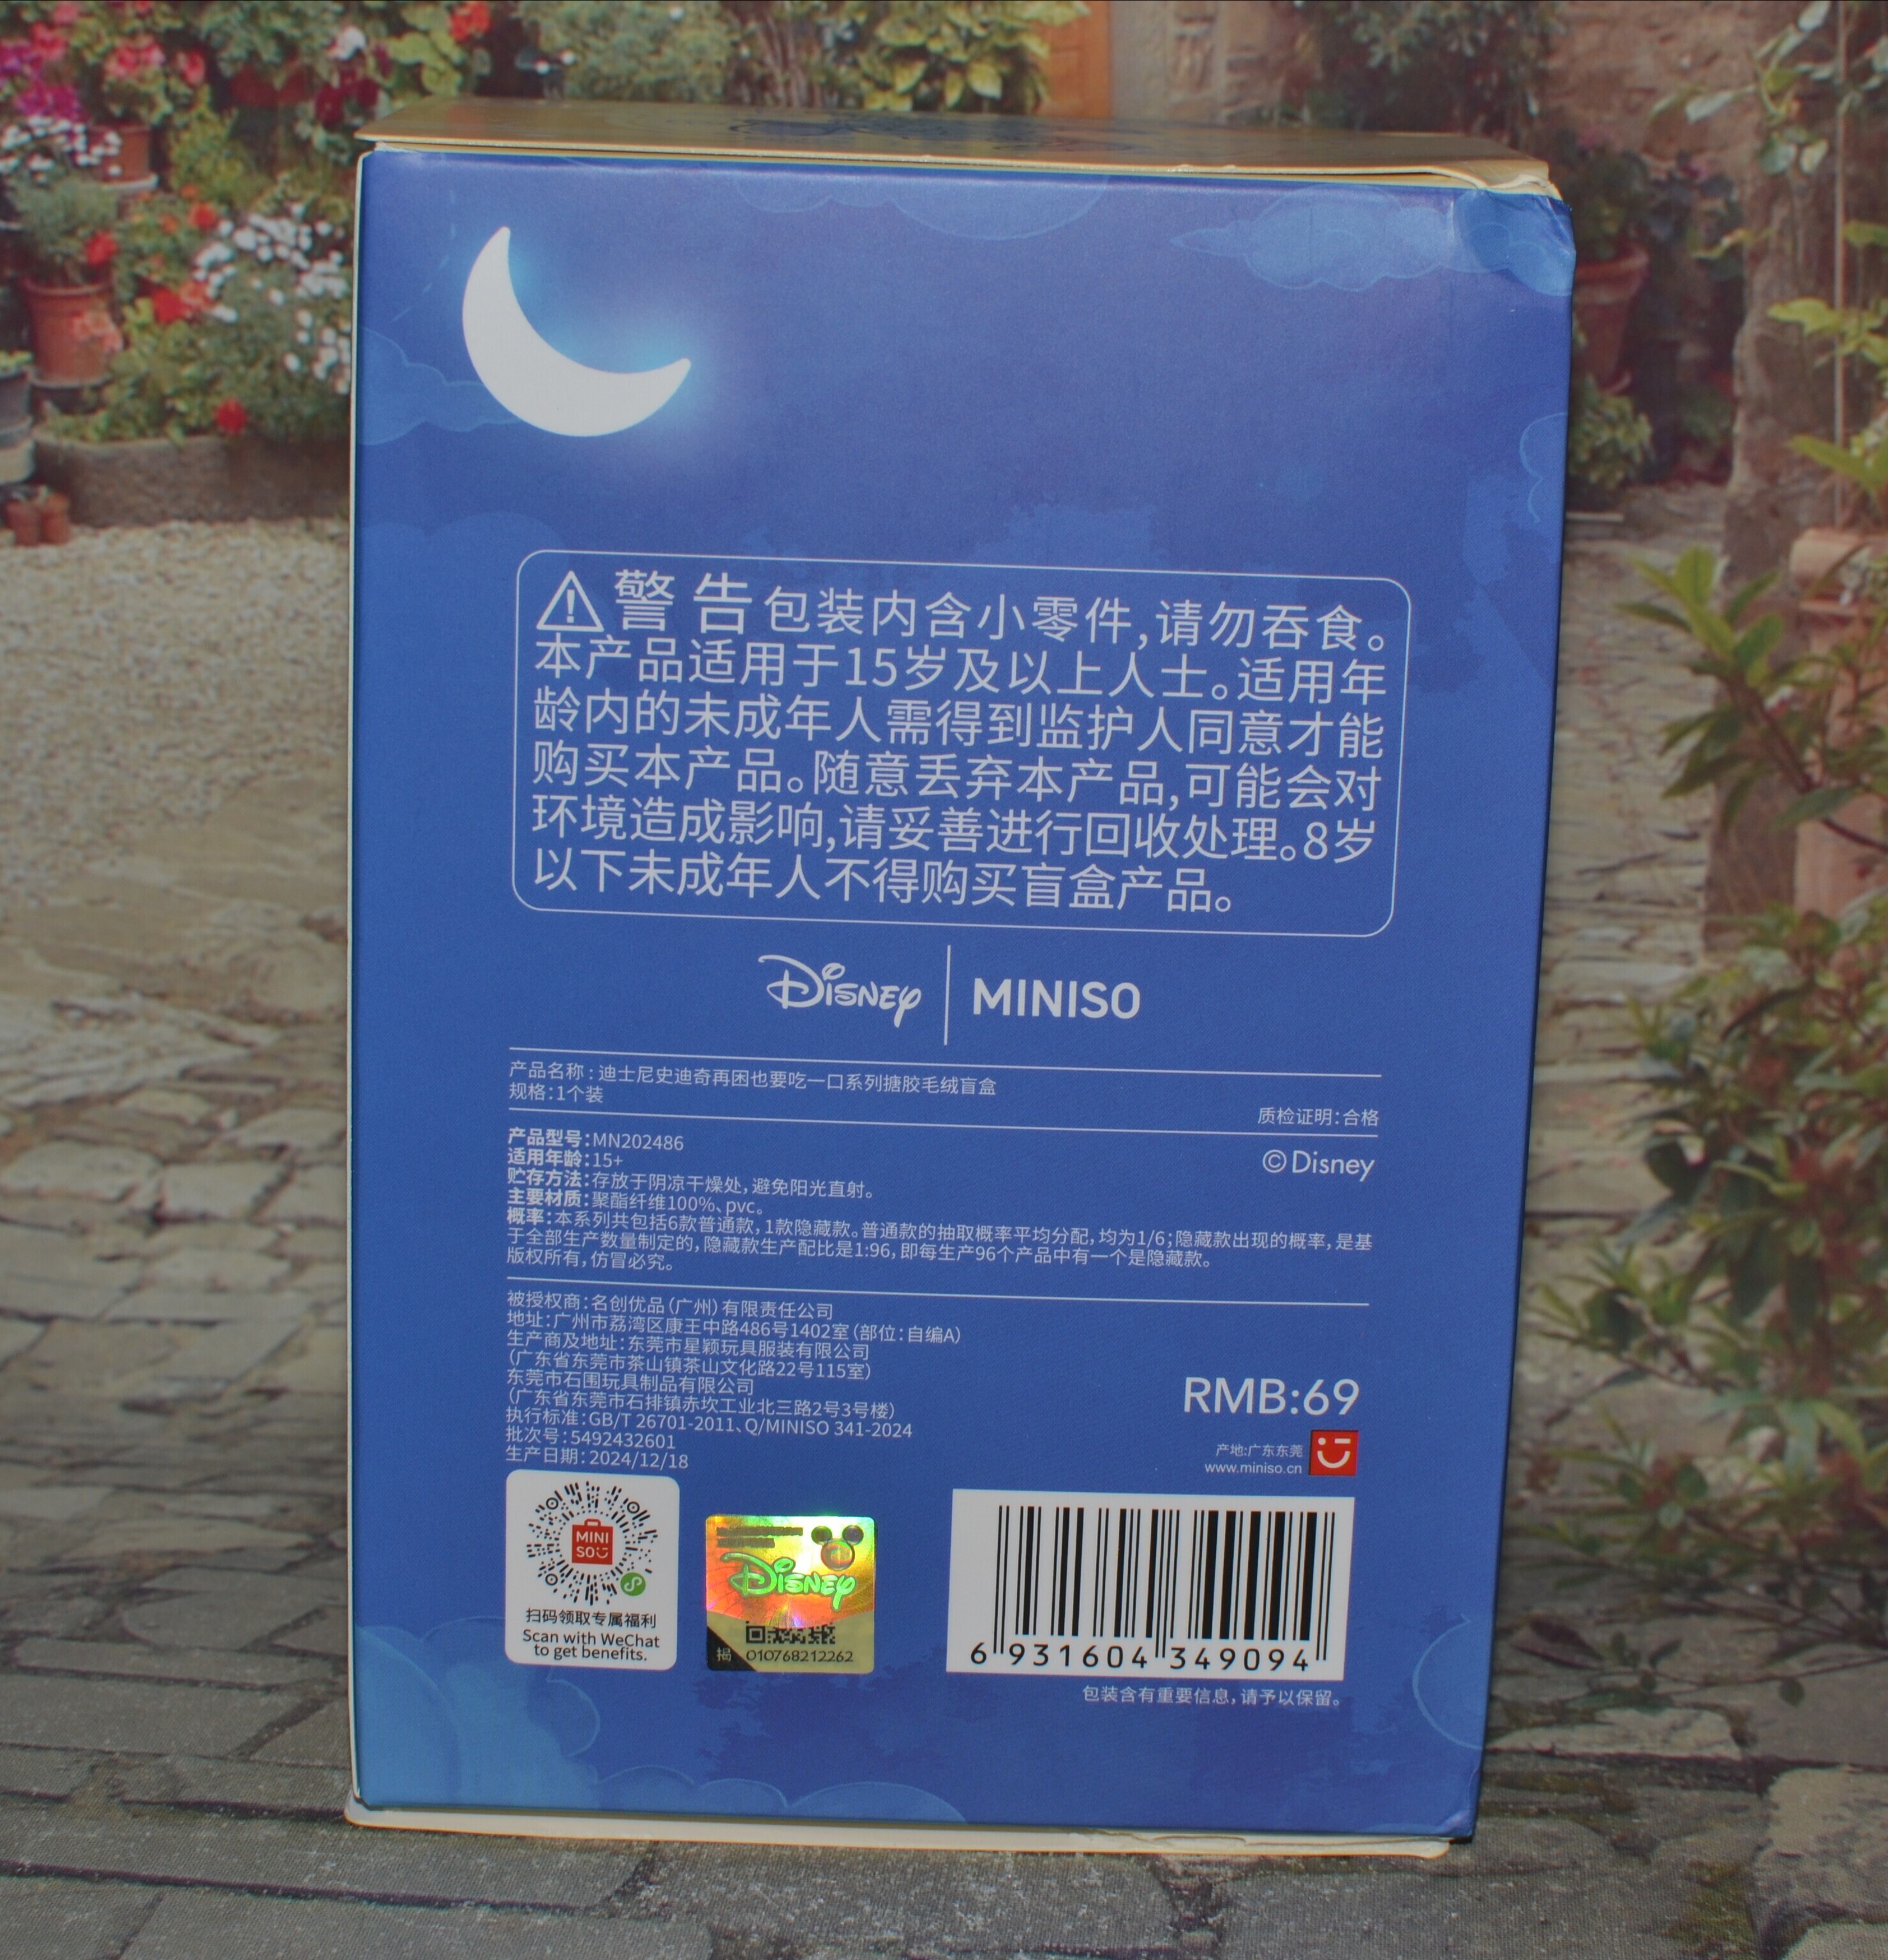 警告包装内含小零件,请勿吞食。
本产品适用于15岁及以上人士。适用年
龄内的未成年人需得到监护人同意才能
购买本产品。随意丢弃本产品,可能会对
环境造成影响,请妥善进行回收处理。8岁
以下未成年人不得购买盲盒产品。
Disney | MINISO
产品名称:迪士尼史迪奇再困也要吃一口系列搪胶毛绒盲盒
规格:1个装
质检证明:合格
产品型号:MN202486
适用年龄:15+
贮存方法:存放于阴凉干燥处,避免阳光直射。
主要材质:聚酯纤维100%、pvc。
©Disney
概率:本系列共包括6款普通款,1款隐藏款。普通款的抽取概率平均分配,均为1/6;隐藏款出现的概率,是基
于全部生产数量制定的,隐藏款生产配比是1:96,即每生产96个产品中有一个是隐藏款。
版权所有,仿冒必究。
被授权商:名创优品(广州)有限责任公司
地址:广州市荔湾区康王中路486号1402室(部位:自编A)
生产商及地址:东莞市星颖玩具服装有限公司
(广东省东莞市茶山镇茶山文化路22号115室)
东莞市石围玩具制品有限公司
(广东省东莞市石排镇赤坎工业北三路2号3号楼)
执行标准:GB/T 26701-2011、Q/MINISO 341-2024
批次号:5492432601
生产日期:2024/12/18
RMB:69
产地:广东东莞
www.miniso.cn
MINI
SO
扫码领取专属福利
Scan with WeChat
to get benefits.
Disney
揭 010768212262
6 931604 349094
包装含有重要信息,请予以保留。